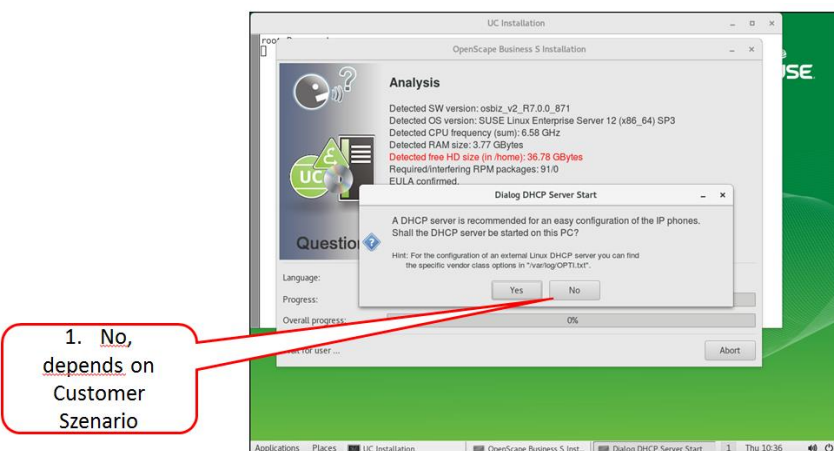 UC Installation
OpenScape Business S Installation
Analysis
Detected SW version: osbiz_v2_R7.0.0_871
Detected OS version: SUSE Linux Enterprise Server 12 (x86_64) SP3
Detected CPU frequency (sum): 6.58 GHz
Detected RAM size: 3.77 GBytes
Detected free HD size (in /home): 36.78 GBytes
Required/interfering RPM packages: 91/0
EULA confirmed.
UC
Dialog DHCP Server Start
A DHCP server is recommended for an easy configuration of the IP phones.
Shall the DHCP server be started on this PC?
Hint: For the configuration of an external Linux DHCP server you can find
the specific vendor class options in "/var/log/OPTI.txt".
Yes No
Language:
Progress:
Overall progress:
0%
for user ...
Abort
1. No,
depends on
Customer
Szenario
Applications Places UC Installation OpenScape Business S Inst... Dialog DHCP Server Start 1 Thu 10:36